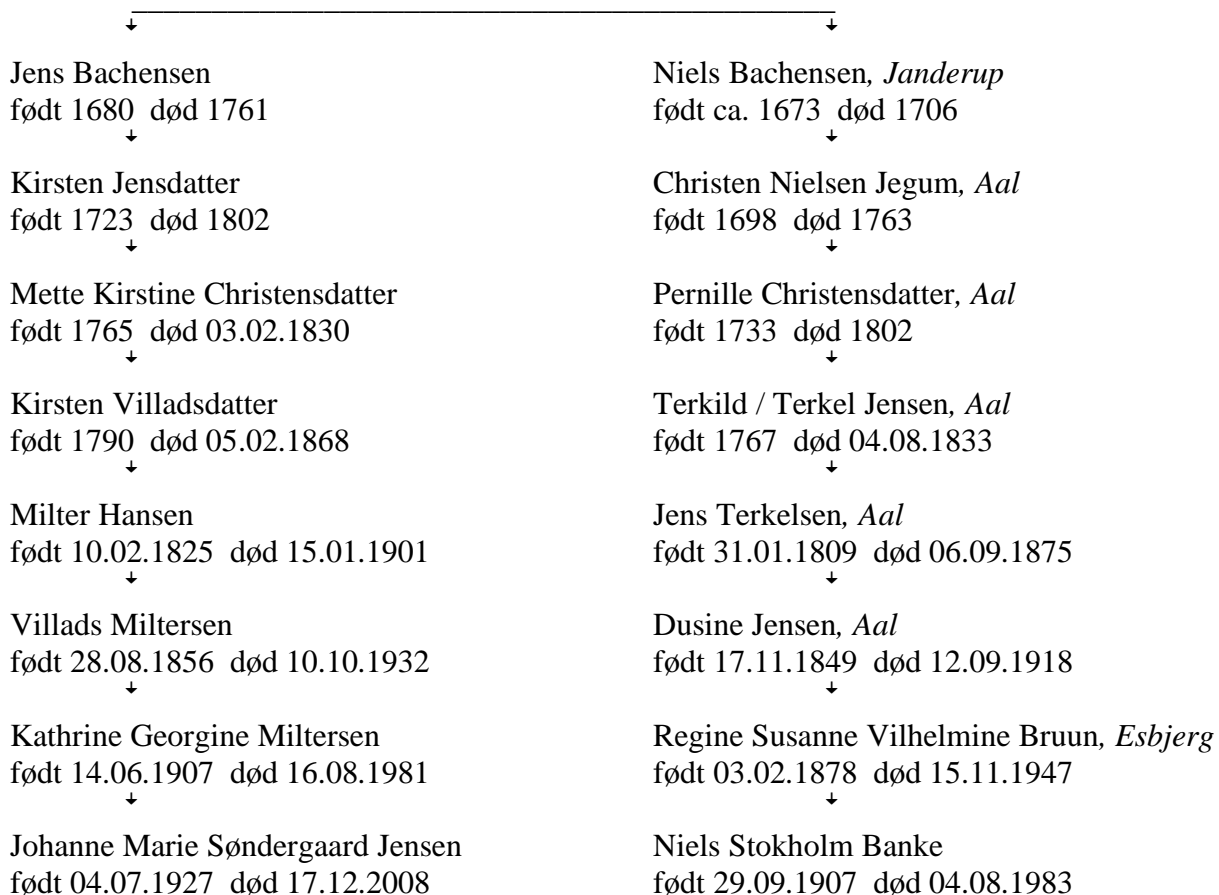 Jens Bachensen
født 1680 død 1761
Kirsten Jensdatter
født 1723 død 1802
Mette Kirstine Christensdatter
født 1765 død 03.02.1830
Kirsten Villadsdatter
født 1790 død 05.02.1868
Milter Hansen
født 10.02.1825 død 15.01.1901
Villads Miltersen
født 28.08.1856 død 10.10.1932
Kathrine Georgine Miltersen
født 14.06.1907 død 16.08.1981
Johanne Marie Søndergaard Jensen
født 04.07.1927 død 17.12.2008
Niels Bachensen, Janderup
født ca. 1673 død 1706
Christen Nielsen Jegum, Aal
født 1698 død 1763
Pernille Christensdatter, Aal
født 1733 død 1802
Terkild / Terkel Jensen, Aal
født 1767 død 04.08.1833
Jens Terkelsen, Aal
født 31.01.1809 død 06.09.1875
Dusine Jensen, Aal
født 17.11.1849 død 12.09.1918
Regine Susanne Vilhelmine Bruun, Esbjerg
født 03.02.1878 død 15.11.1947
Niels Stokholm Banke
født 29.09.1907 død 04.08.1983